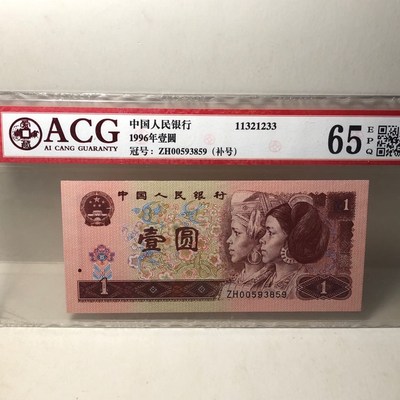 ACG
AI CANG GUARANTY
中国人民银行 11321233
1996年壹圆
冠号: ZH00593859 (补号)
65 EPQ
中国人民银行
1
壹圆
1
1
ZH00593859